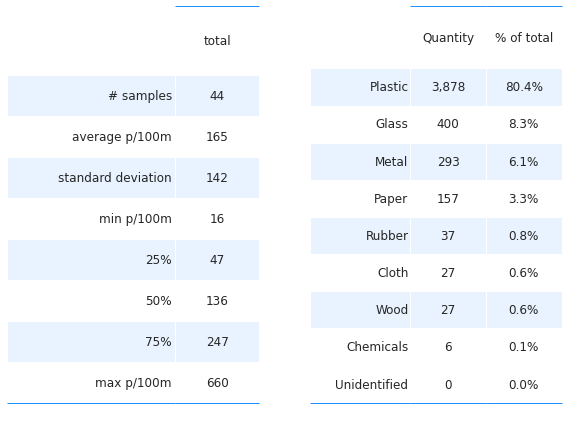 total
# samples 44
average p/100m 165
standard deviation 142
min p/100m 16
25% 47
50% 136
75% 247
max p/100m 660
Quantity % of total
Plastic 3,878 80.4%
Glass 400 8.3%
Metal 293 6.1%
Paper 157 3.3%
Rubber 37 0.8%
Cloth 27 0.6%
Wood 27 0.6%
Chemicals 6 0.1%
Unidentified 0 0.0%